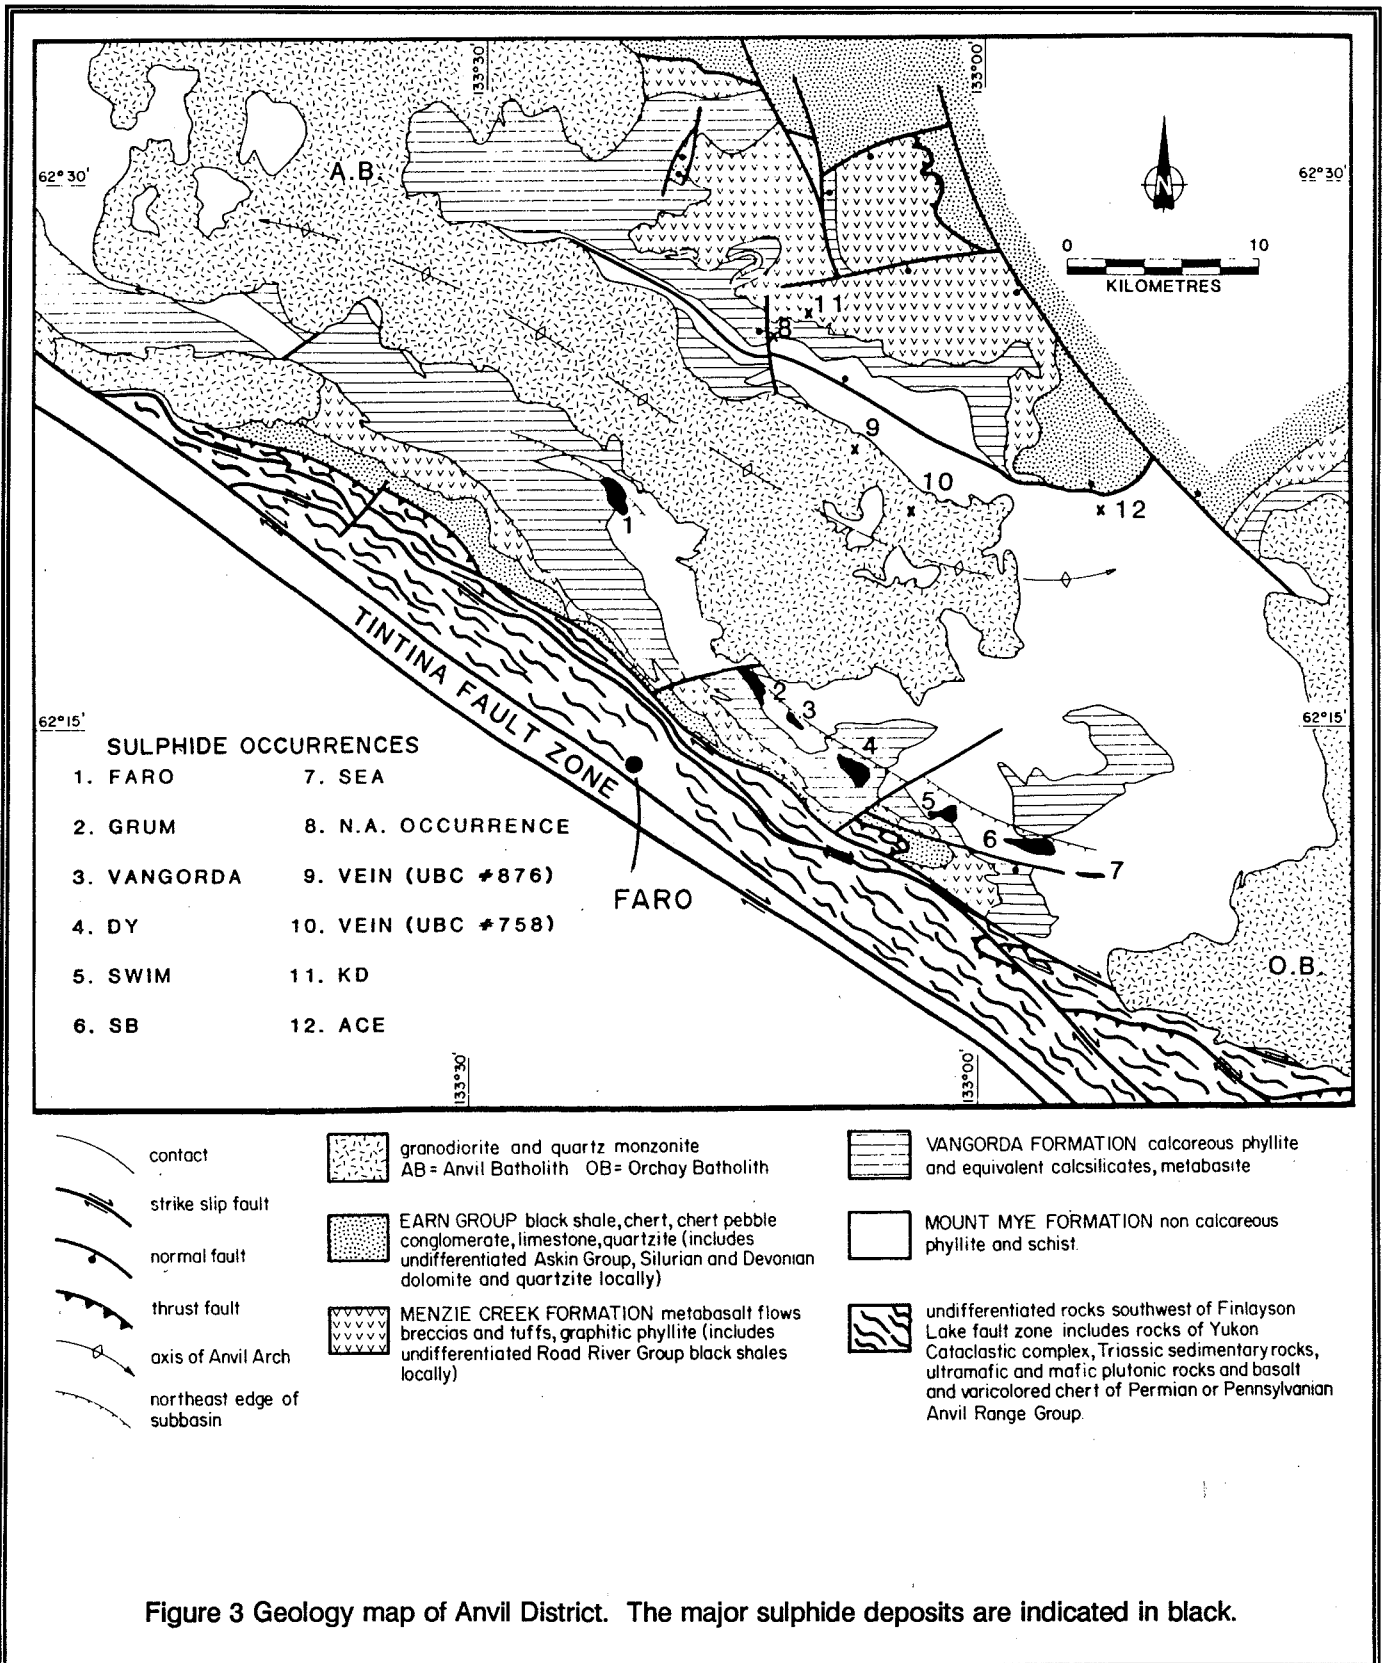 133°30'
133°00'
62°30'
A.B.
62°30'
N
0 10
KILOMETRES
11
8
9
10
12
1
TINTINA FAULT ZONE
2
3
62°15'
62°15'
4
5
6
7
SULPHIDE OCCURRENCES
1. FARO 7. SEA
2. GRUM 8. N.A. OCCURRENCE
3. VANGORDA 9. VEIN (UBC #876)
4. DY 10. VEIN (UBC #758)
5. SWIM 11. KD
6. SB 12. ACE
FARO
O.B.
133°30'
133°00'
contact
strike slip fault
normal fault
thrust fault
axis of Anvil Arch
northeast edge of
subbasin
granodiorite and quartz monzonite
AB = Anvil Batholith OB = Orchay Batholith
EARN GROUP black shale, chert, chert pebble
conglomerate, limestone, quartzite (includes
undifferentiated Askin Group, Silurian and Devonian
dolomite and quartzite locally)
MENZIE CREEK FORMATION metabasalt flows
breccias and tuffs, graphitic phyllite (includes
undifferentiated Road River Group black shales
locally)
VANGORDA FORMATION calcareous phyllite
and equivalent calcsilicates, metabasite
MOUNT MYE FORMATION non calcareous
phyllite and schist.
undifferentiated rocks southwest of Finlayson
Lake fault zone includes rocks of Yukon
Cataclastic complex, Triassic sedimentary rocks,
ultramafic and mafic plutonic rocks and basalt
and varicolored chert of Permian or Pennsylvanian
Anvil Range Group.
Figure 3 Geology map of Anvil District. The major sulphide deposits are indicated in black.